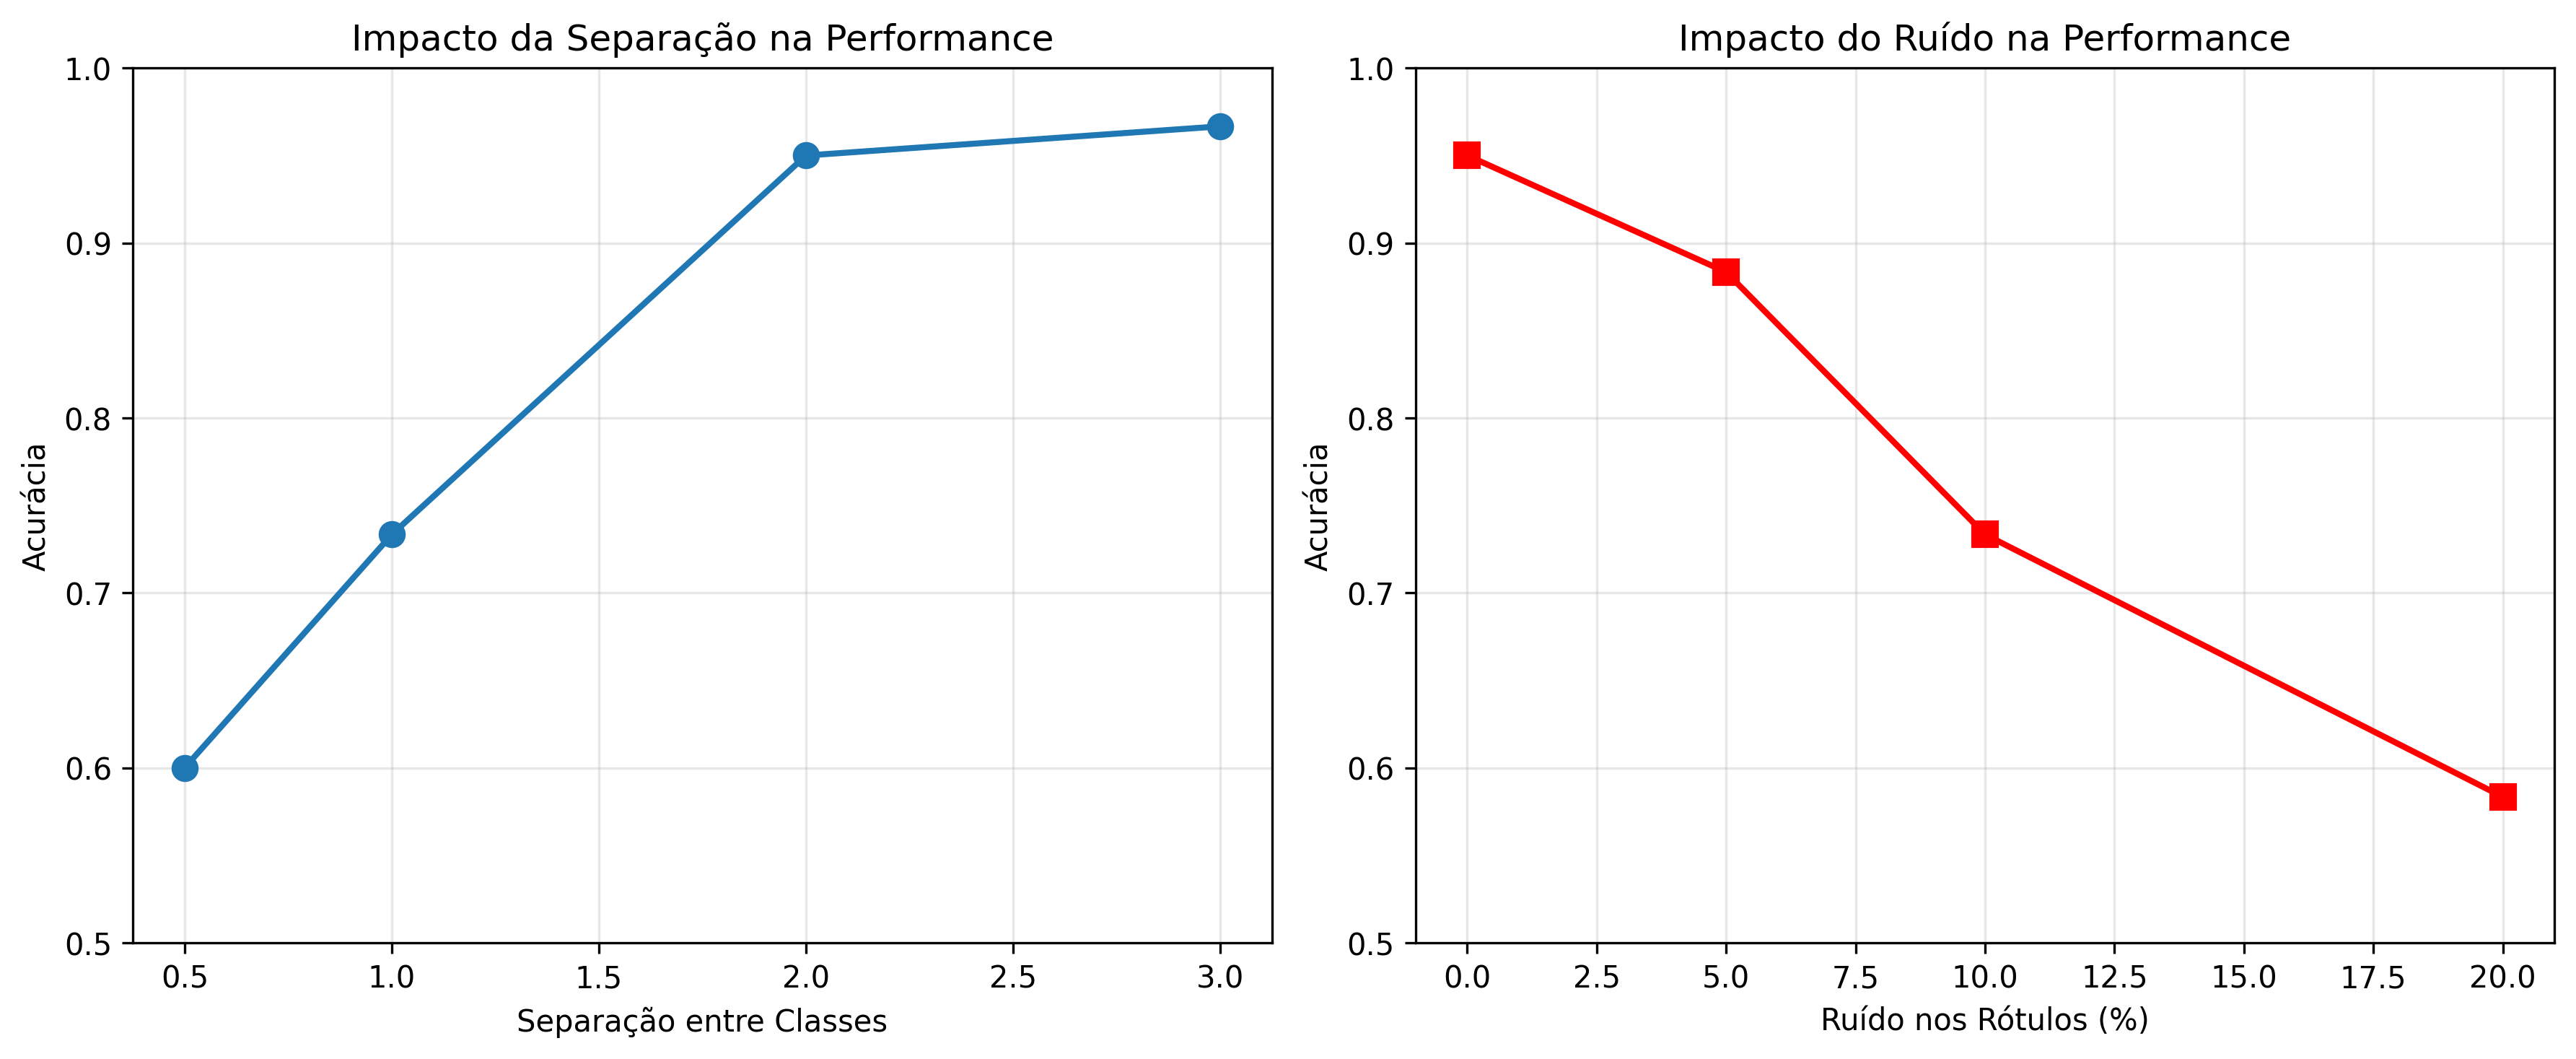 Impacto da Separação na Performance
1.0
0.9
0.8
0.7
0.6
0.5
Acurácia
0.5 1.0 1.5 2.0 2.5 3.0
Separação entre Classes
Impacto do Ruído na Performance
1.0
0.9
0.8
0.7
0.6
0.5
Acurácia
0.0 2.5 5.0 7.5 10.0 12.5 15.0 17.5 20.0
Ruído nos Rótulos (%)